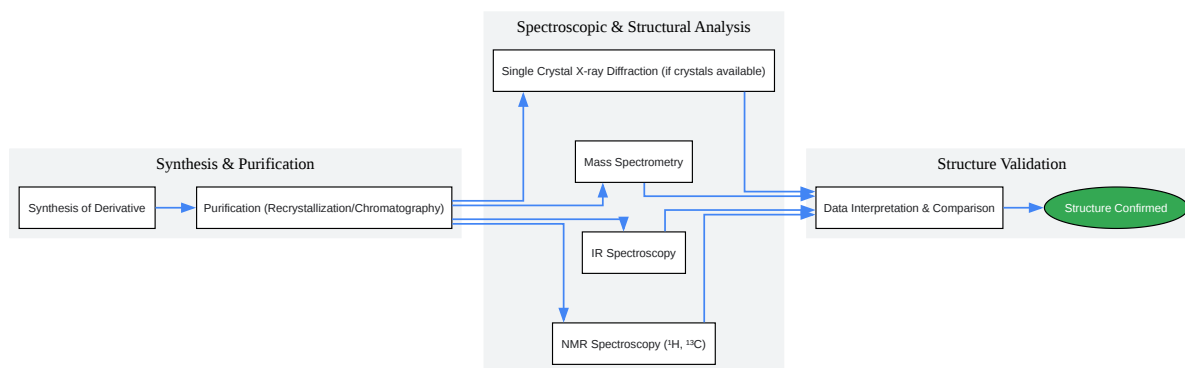 Spectroscopic & Structural Analysis
Single Crystal X-ray Diffraction (if crystals available)
Synthesis & Purification
Mass Spectrometry
Structure Validation
Synthesis of Derivative
Purification (Recrystallization/Chromatography)
Data Interpretation & Comparison
Structure Confirmed
IR Spectroscopy
NMR Spectroscopy (¹H, ¹³C)